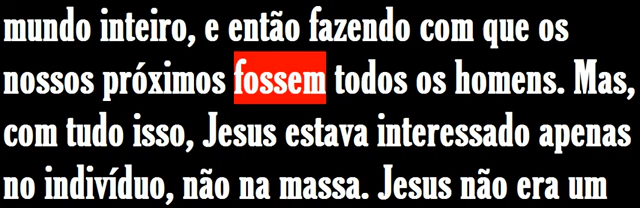 mundo inteiro, e então fazendo com que os
nossos próximos fossem todos os homens. Mas,
com tudo isso, Jesus estava interessado apenas
no indivíduo, não na massa. Jesus não era um